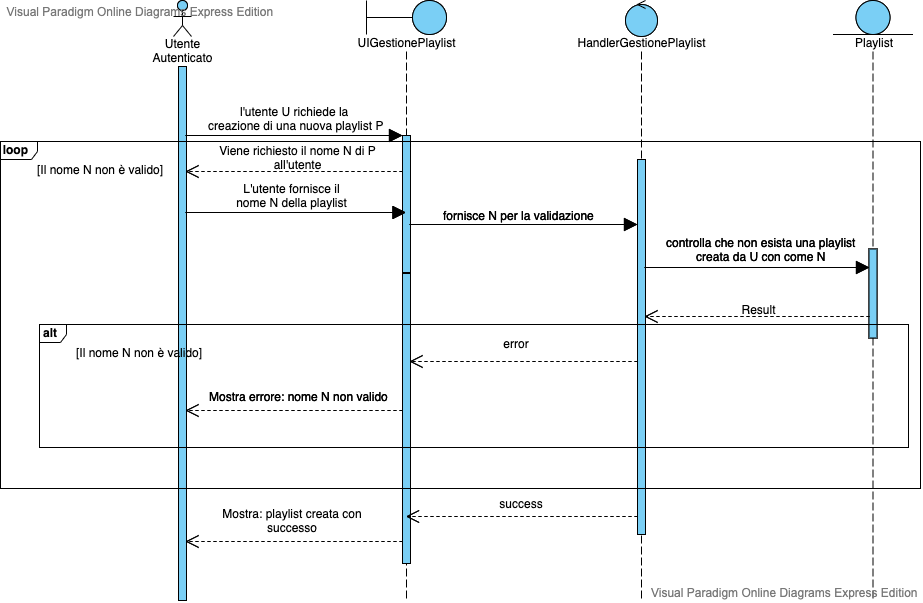 Visual Paradigm Online Diagrams Express Edition
Utente
Autenticato
UIGestionePlaylist
HandlerGestionePlaylist
Playlist
l'utente U richiede la
creazione di una nuova playlist P
loop
[Il nome N non è valido]
Viene richiesto il nome N di P
all'utente
L'utente fornisce il
nome N della playlist
fornisce N per la validazione
controlla che non esista una playlist
creata da U con come N
Result
alt
[Il nome N non è valido]
error
Mostra errore: nome N non valido
success
Mostra: playlist creata con
successo
Visual Paradigm Online Diagrams Express Edition